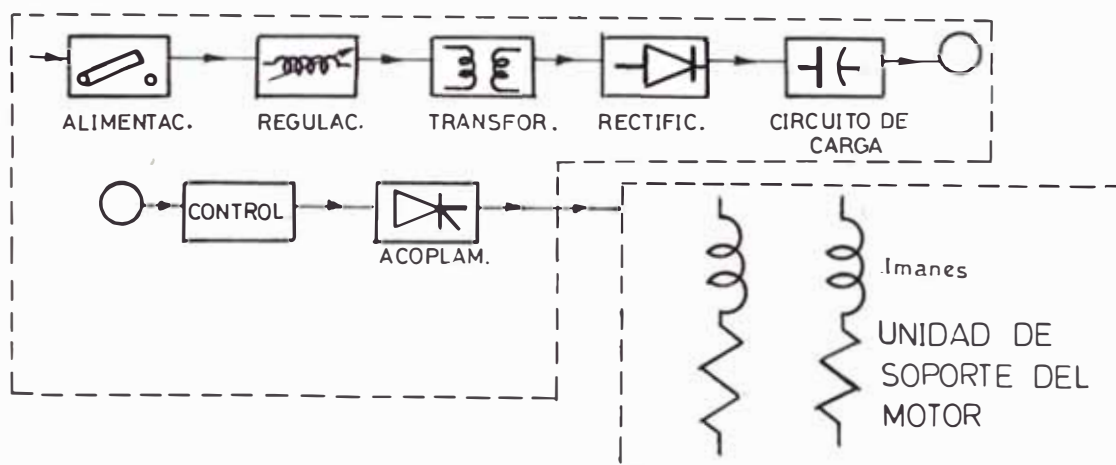 ALIMENTAC.
REGULAC.
TRANSFOR.
RECTIFIC.
CIRCUITO DE
CARGA
CONTROL
ACOPLAM.
Imanes
UNIDAD DE
SOPORTE DEL
MOTOR